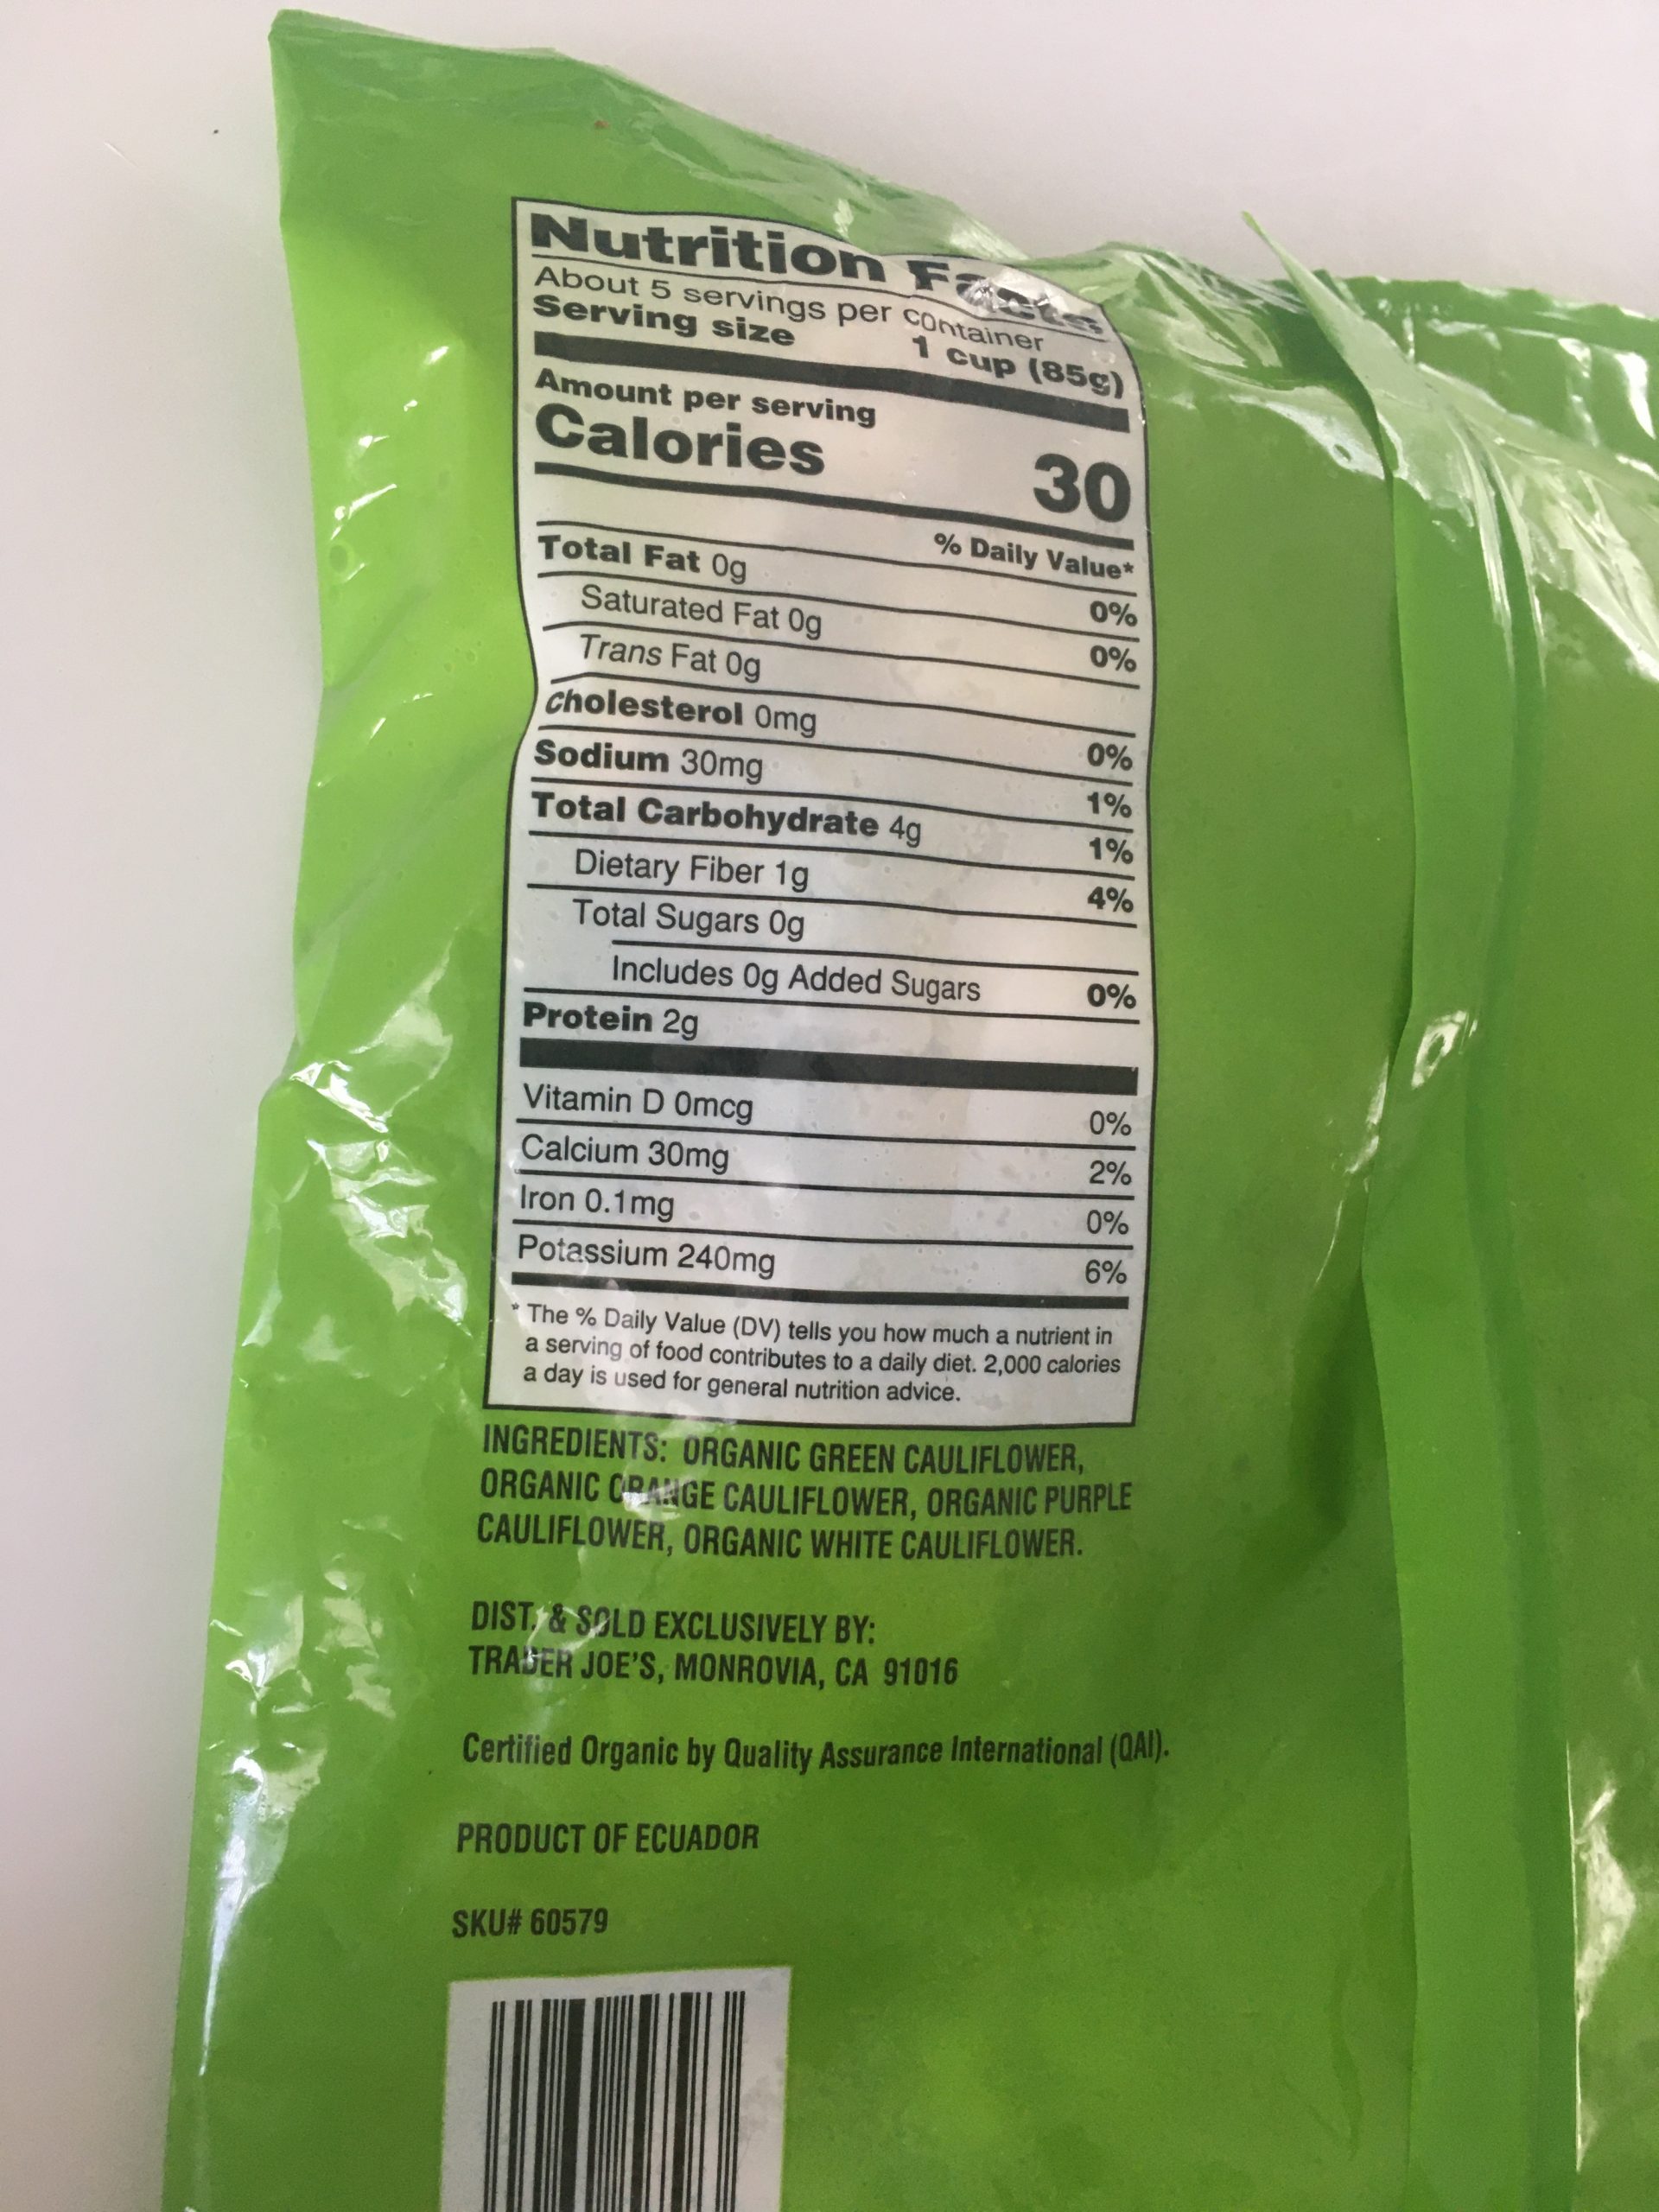 Nutrition Facts
About 5 servings per container
Serving size 1 cup (85g)
Amount per serving
Calories 30
% Daily Value*
Total Fat 0g 0%
Saturated Fat 0g 0%
Trans Fat 0g
Cholesterol 0mg 0%
Sodium 30mg 1%
Total Carbohydrate 4g 1%
Dietary Fiber 1g 4%
Total Sugars 0g
Includes 0g Added Sugars 0%
Protein 2g
Vitamin D 0mcg 0%
Calcium 30mg 2%
Iron 0.1mg 0%
Potassium 240mg 6%
* The % Daily Value (DV) tells you how much a nutrient in
a serving of food contributes to a daily diet. 2,000 calories
a day is used for general nutrition advice.
INGREDIENTS: ORGANIC GREEN CAULIFLOWER,
ORGANIC ORANGE CAULIFLOWER, ORGANIC PURPLE
CAULIFLOWER, ORGANIC WHITE CAULIFLOWER.
DIST. & SOLD EXCLUSIVELY BY:
TRADER JOE'S, MONROVIA, CA 91016
Certified Organic by Quality Assurance International (QAI).
PRODUCT OF ECUADOR
SKU# 60579